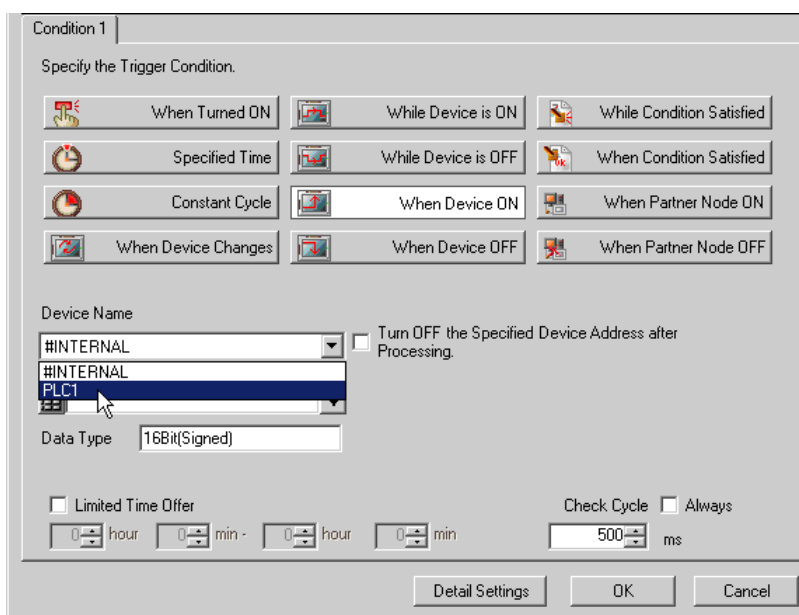 Condition 1
Specify the Trigger Condition.
When Turned ON
While Device is ON
While Condition Satisfied
Specified Time
While Device is OFF
When Condition Satisfied
Constant Cycle
When Device ON
When Partner Node ON
When Device Changes
When Device OFF
When Partner Node OFF
Device Name
#INTERNAL
Turn OFF the Specified Device Address after
Processing.
#INTERNAL
PLC1
Data Type 16Bit(Signed)
Limited Time Offer
Check Cycle Always
0 hour 0 min - 0 hour 0 min
500 ms
Detail Settings OK Cancel